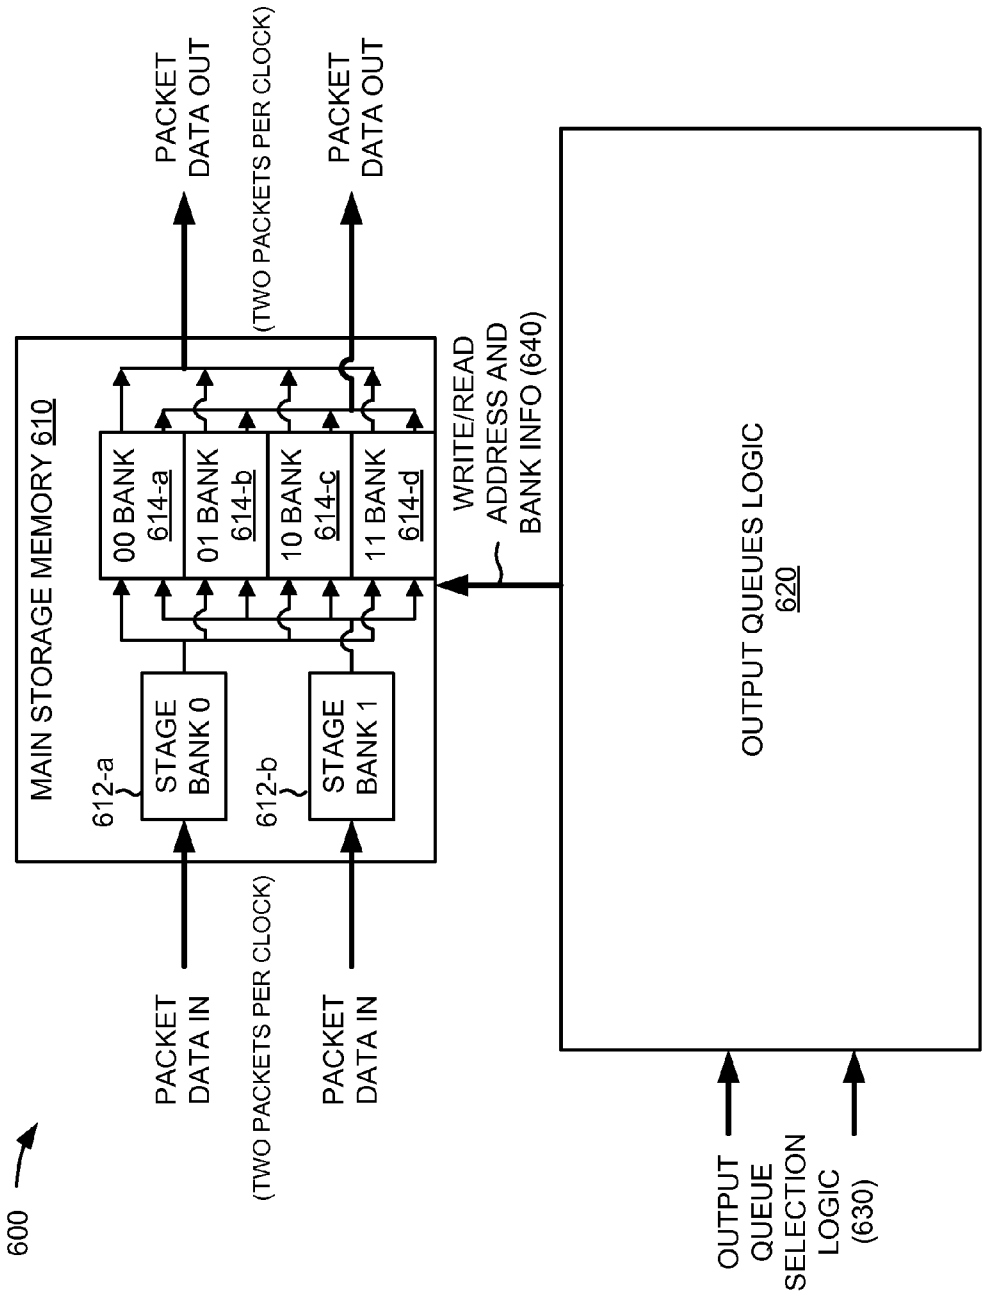 600
MAIN STORAGE MEMORY 610
PACKET
DATA IN
(TWO PACKETS PER CLOCK)
PACKET
DATA IN
612-a
STAGE
BANK 0
612-b
STAGE
BANK 1
00 BANK
614-a
01 BANK
614-b
10 BANK
614-c
11 BANK
614-d
PACKET
DATA OUT
(TWO PACKETS PER CLOCK)
PACKET
DATA OUT
WRITE/READ
ADDRESS AND
BANK INFO (640)
OUTPUT QUEUES LOGIC
620
OUTPUT
QUEUE
SELECTION
LOGIC
(630)